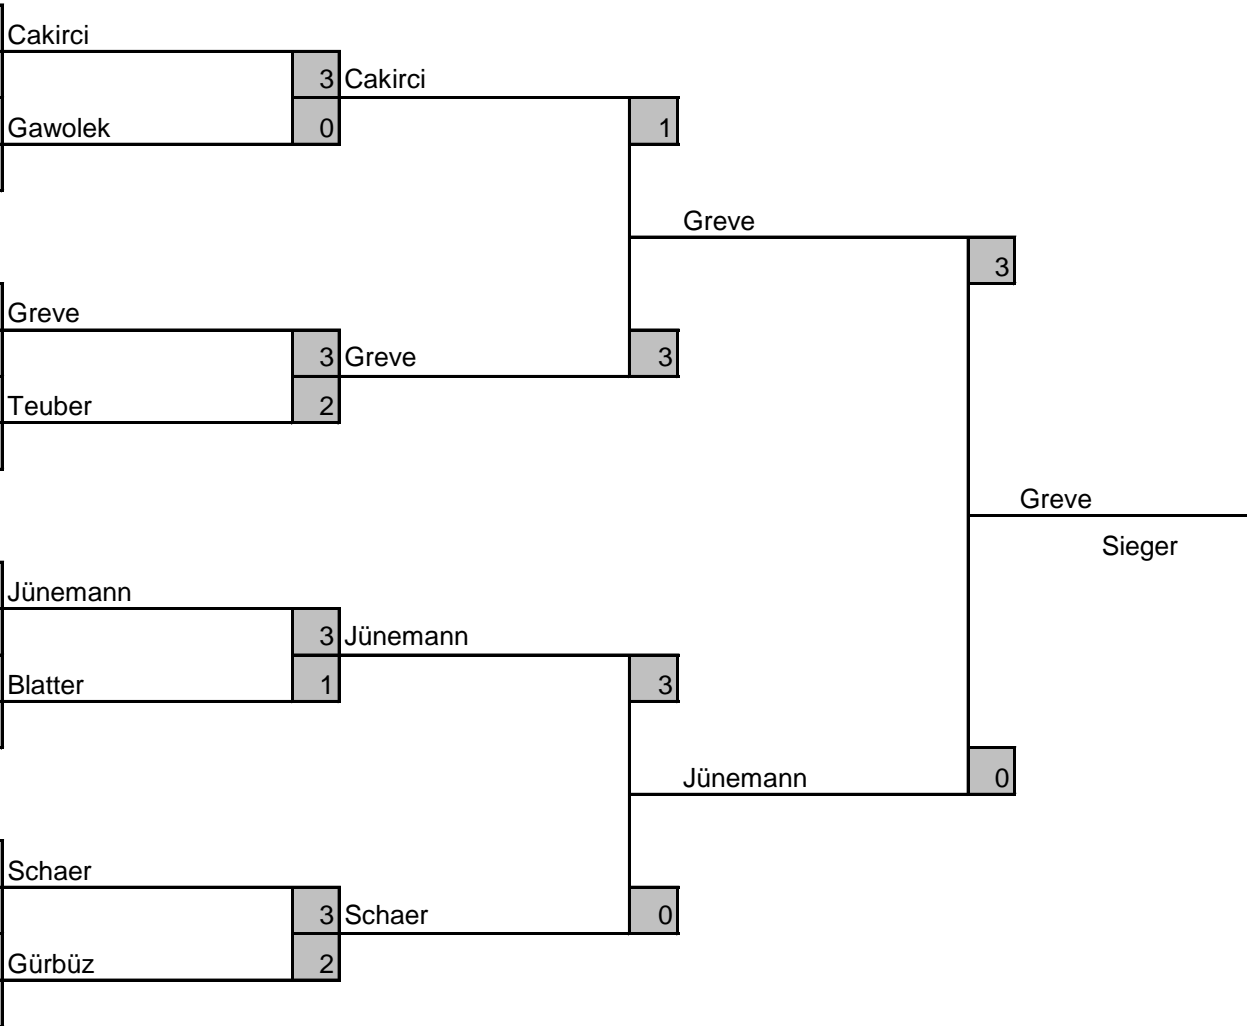 Cakirci
3 Cakirci
Gawolek 0 1
Greve
3
Greve
3 Greve 3
Teuber 2
Greve
Sieger
Jünemann
3 Jünemann
Blatter 1 3
Jünemann 0
Schaer
3 Schaer 0
Gürbüz 2